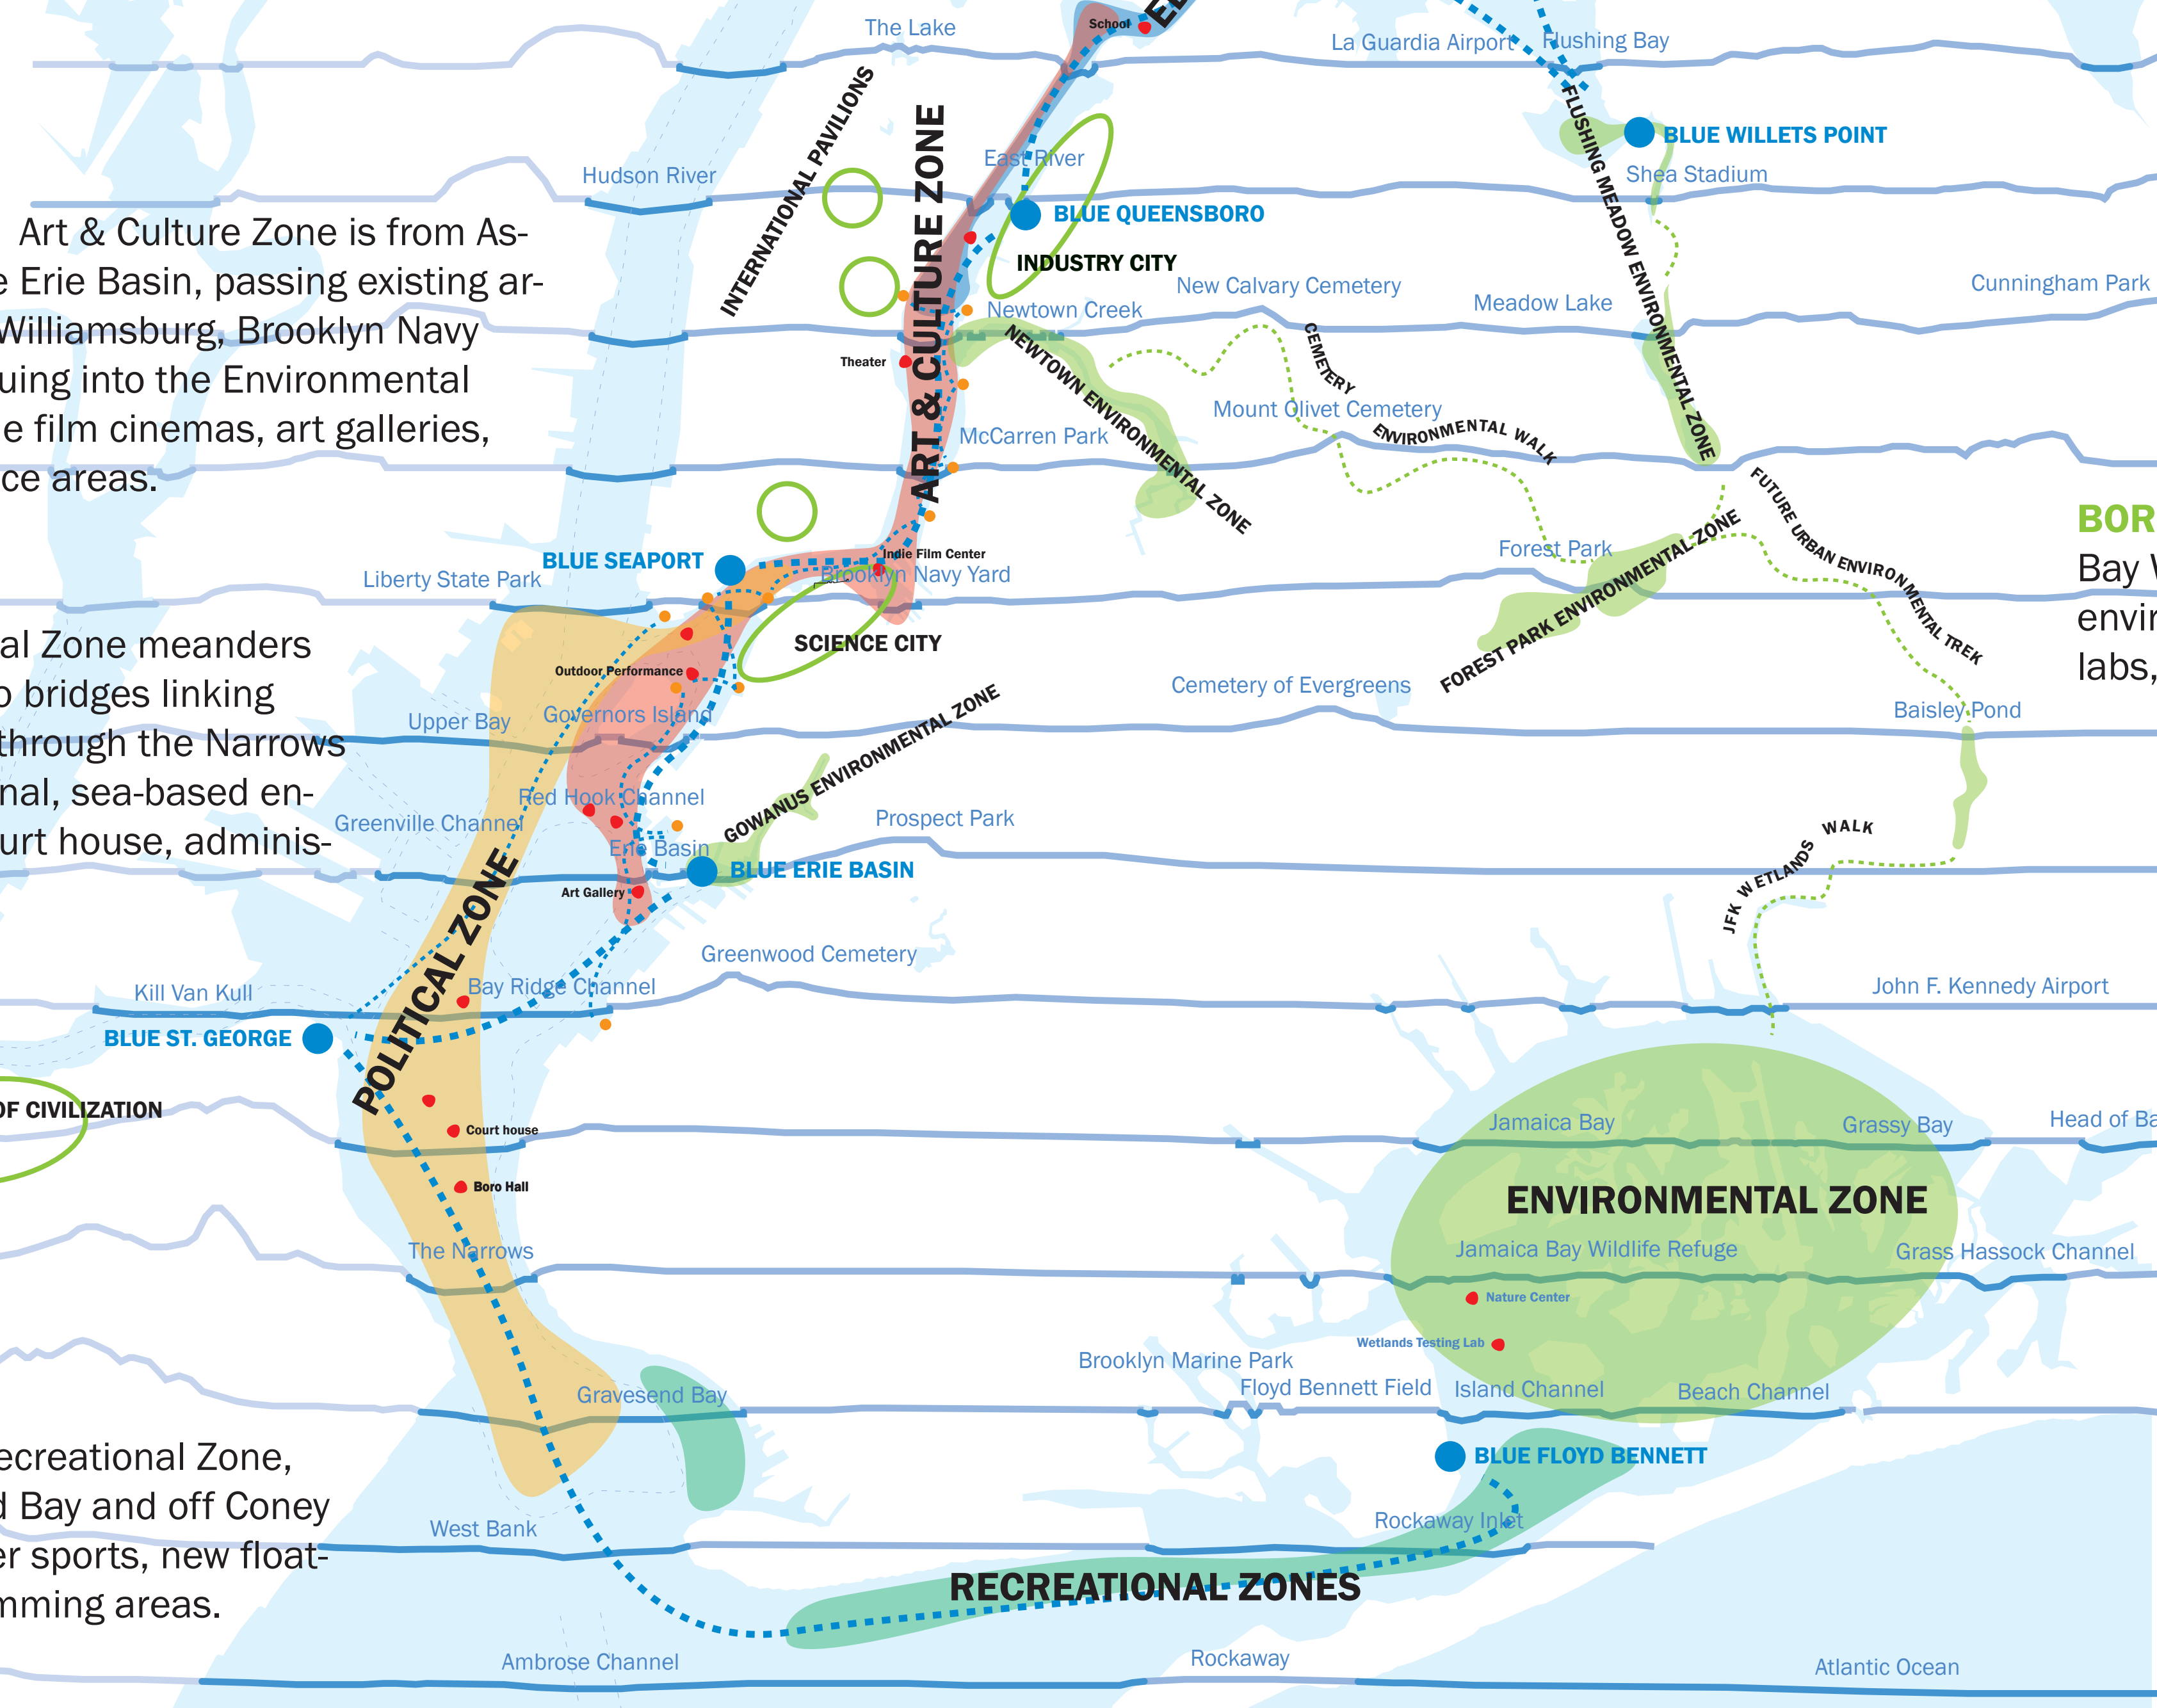 School
The Lake
La Guardia Airport
Flushing Bay
INTERNATIONAL PAVILIONS
ART & CULTURE ZONE
FLUSHING MEADOW ENVIRONMENTAL ZONE
BLUE WILLETS POINT
East River
Hudson River
Shea Stadium
BLUE QUEENSBORO
Art & Culture Zone is from As-
e Erie Basin, passing existing ar-
Williamsburg, Brooklyn Navy
uing into the Environmental
e film cinemas, art galleries,
ce areas.
INDUSTRY CITY
New Calvary Cemetery
Cunningham Park
Meadow Lake
Newtown Creek
NEWTOWN ENVIRONMENTAL ZONE
Theater
CEMETERY
ENVIRONMENTAL WALK
Mount Olivet Cemetery
McCarren Park
FUTURE URBAN ENVIRONMENTAL TREK
BOR
Bay W
envir
labs,
Indie Film Center
BLUE SEAPORT
Forest Park
FOREST PARK ENVIRONMENTAL ZONE
Liberty State Park
Brooklyn Navy Yard
SCIENCE CITY
al Zone meanders
o bridges linking
through the Narrows
nal, sea-based en-
urt house, adminis-
Outdoor Performance
Cemetery of Evergreens
Baisley Pond
Upper Bay
Governors Island
GOWANUS ENVIRONMENTAL ZONE
Red Hook Channel
Greenville Channel
Prospect Park
JFK WETLANDS WALK
Erie Basin
BLUE ERIE BASIN
Art Gallery
POLITICAL ZONE
Greenwood Cemetery
Kill Van Kull
Bay Ridge Channel
John F. Kennedy Airport
BLUE ST. GEORGE
OF CIVILIZATION
Court house
Jamaica Bay
Grassy Bay
Head of Ba
Boro Hall
ENVIRONMENTAL ZONE
The Narrows
Jamaica Bay Wildlife Refuge
Grass Hassock Channel
Nature Center
Wetlands Testing Lab
Brooklyn Marine Park
Floyd Bennett Field
Island Channel
Beach Channel
Gravesend Bay
BLUE FLOYD BENNETT
ecreational Zone,
d Bay and off Coney
er sports, new float-
mming areas.
West Bank
Rockaway Inlet
RECREATIONAL ZONES
Ambrose Channel
Rockaway
Atlantic Ocean